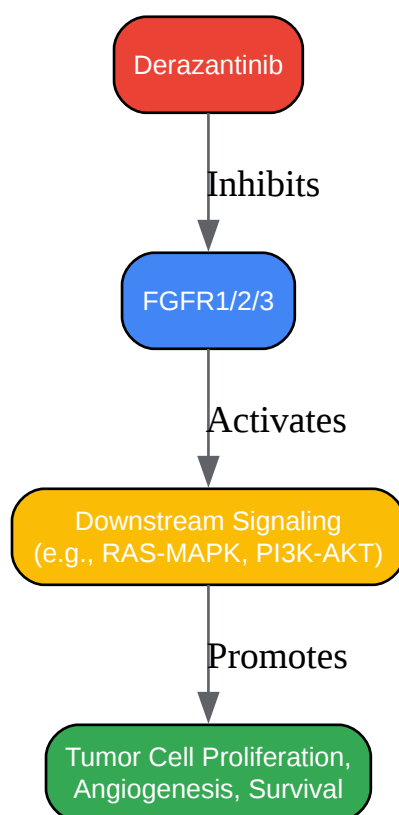 Derazantinib
Inhibits
FGFR1/2/3
Activates
Downstream Signaling
(e.g., RAS-MAPK, PI3K-AKT)
Promotes
Tumor Cell Proliferation,
Angiogenesis, Survival